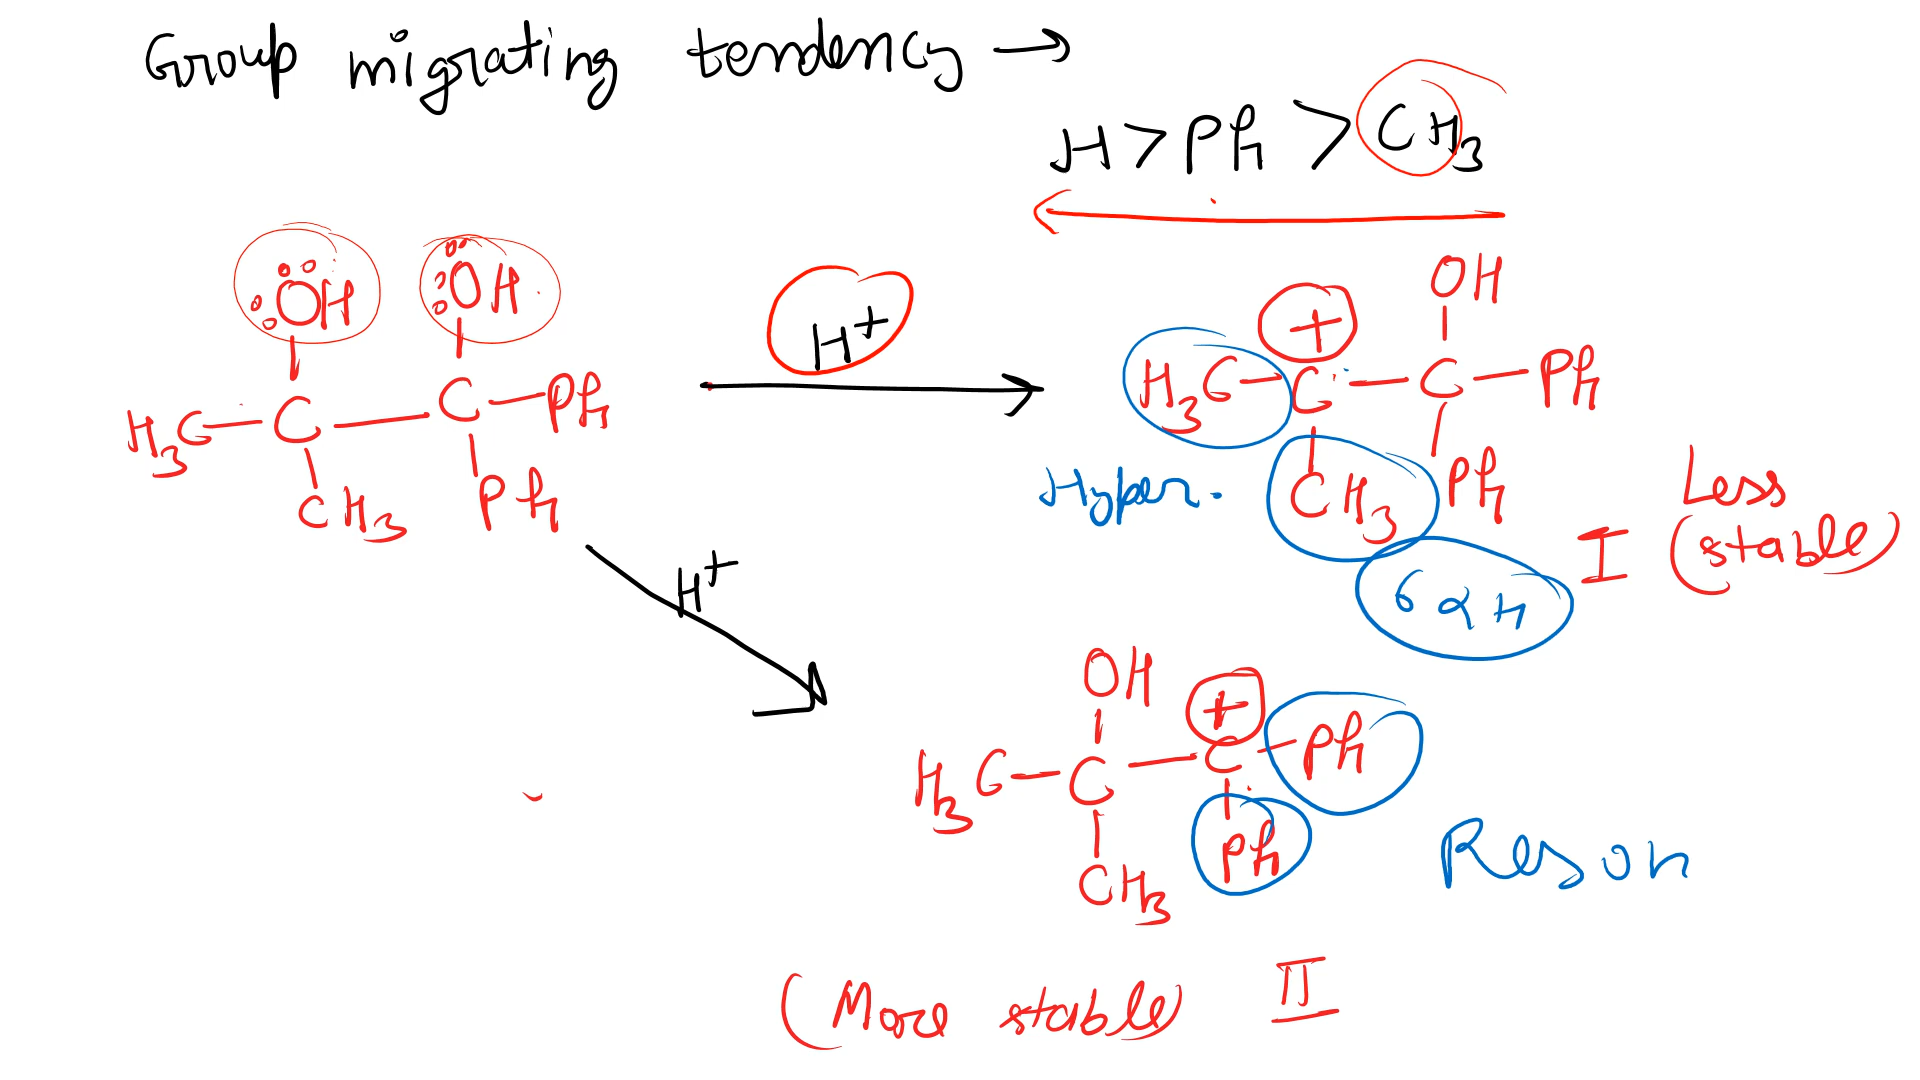 Group migrating tendency →
H > Ph > CH3
OH OH
H3C — C — C — Ph
CH3 Ph
H+
OH
+
H3C — C — C — Ph
CH3 Ph
Hyper.
6 α H
I
Less
(stable)
H+
OH
+
H3C — C — C — Ph
CH3 Ph
Reson
(More stable) II